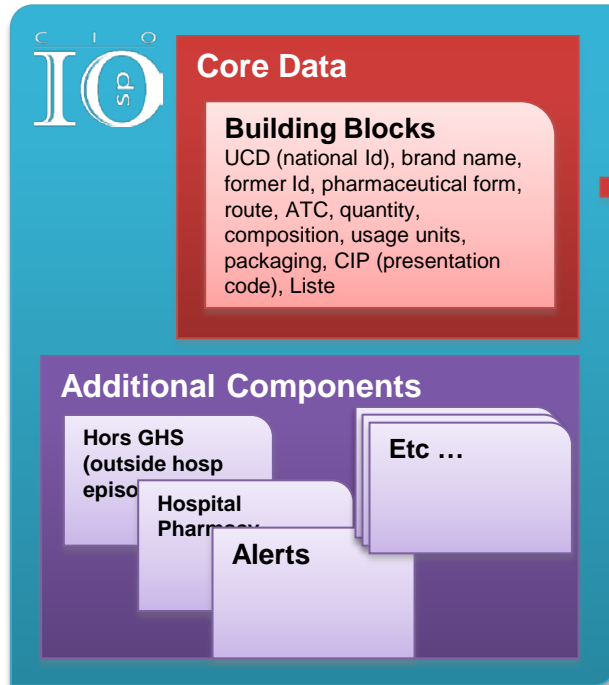 C I O
sp
Core Data
Building Blocks
UCD (national Id), brand name,
former Id, pharmaceutical form,
route, ATC, quantity,
composition, usage units,
packaging, CIP (presentation
code), Liste
Additional Components
Hors GHS
(outside hosp
Hospital
Alerts
Etc …